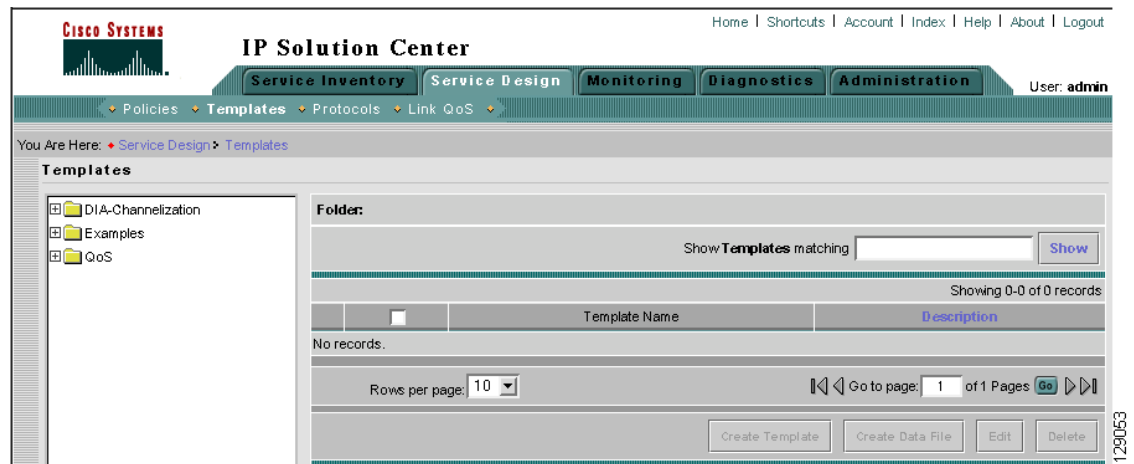 CISCO SYSTEMS
Home | Shortcuts | Account | Index | Help | About | Logout
IP Solution Center
Service Inventory Service Design Monitoring Diagnostics Administration
User: admin
Policies Templates Protocols Link QoS
You Are Here: Service Design Templates
Templates
DIA-Channelization
Examples
QoS
Folder:
Show Templates matching Show
Showing 0-0 of 0 records
Template Name Description
No records.
Rows per page: 10 Go to page: 1 of 1 Pages Go
Create Template Create Data File Edit Delete
129053